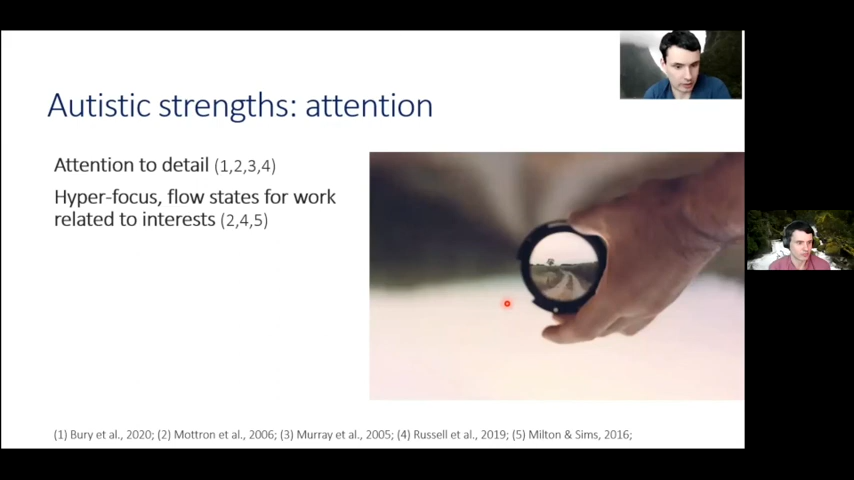 Autistic strengths: attention
Attention to detail (1,2,3,4)
Hyper-focus, flow states for work
related to interests (2,4,5)
(1) Bury et al., 2020; (2) Mottron et al., 2006; (3) Murray et al., 2005; (4) Russell et al., 2019; (5) Milton & Sims, 2016;